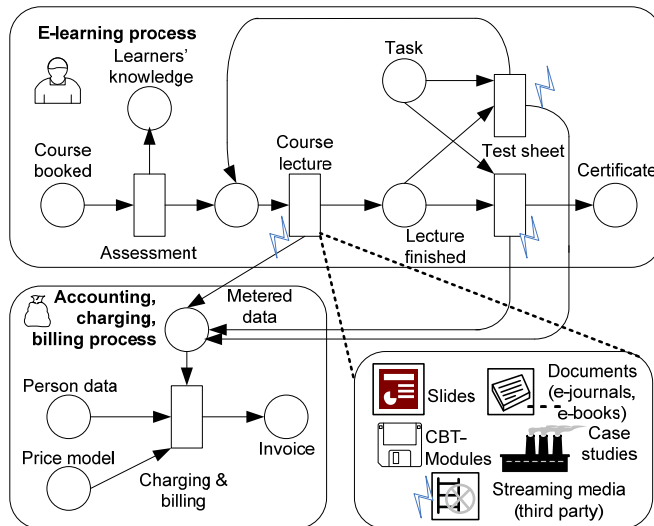 E-learning process
Learners'
knowledge
Task
Course
booked
Course
lecture
Test sheet
Certificate
Assessment
Lecture
finished
Accounting,
charging,
billing process
Metered
data
Person data
Price model
Invoice
Charging &
billing
Slides
Documents
(e-journals,
e-books)
CBT-
Modules
Case
studies
Streaming media
(third party)